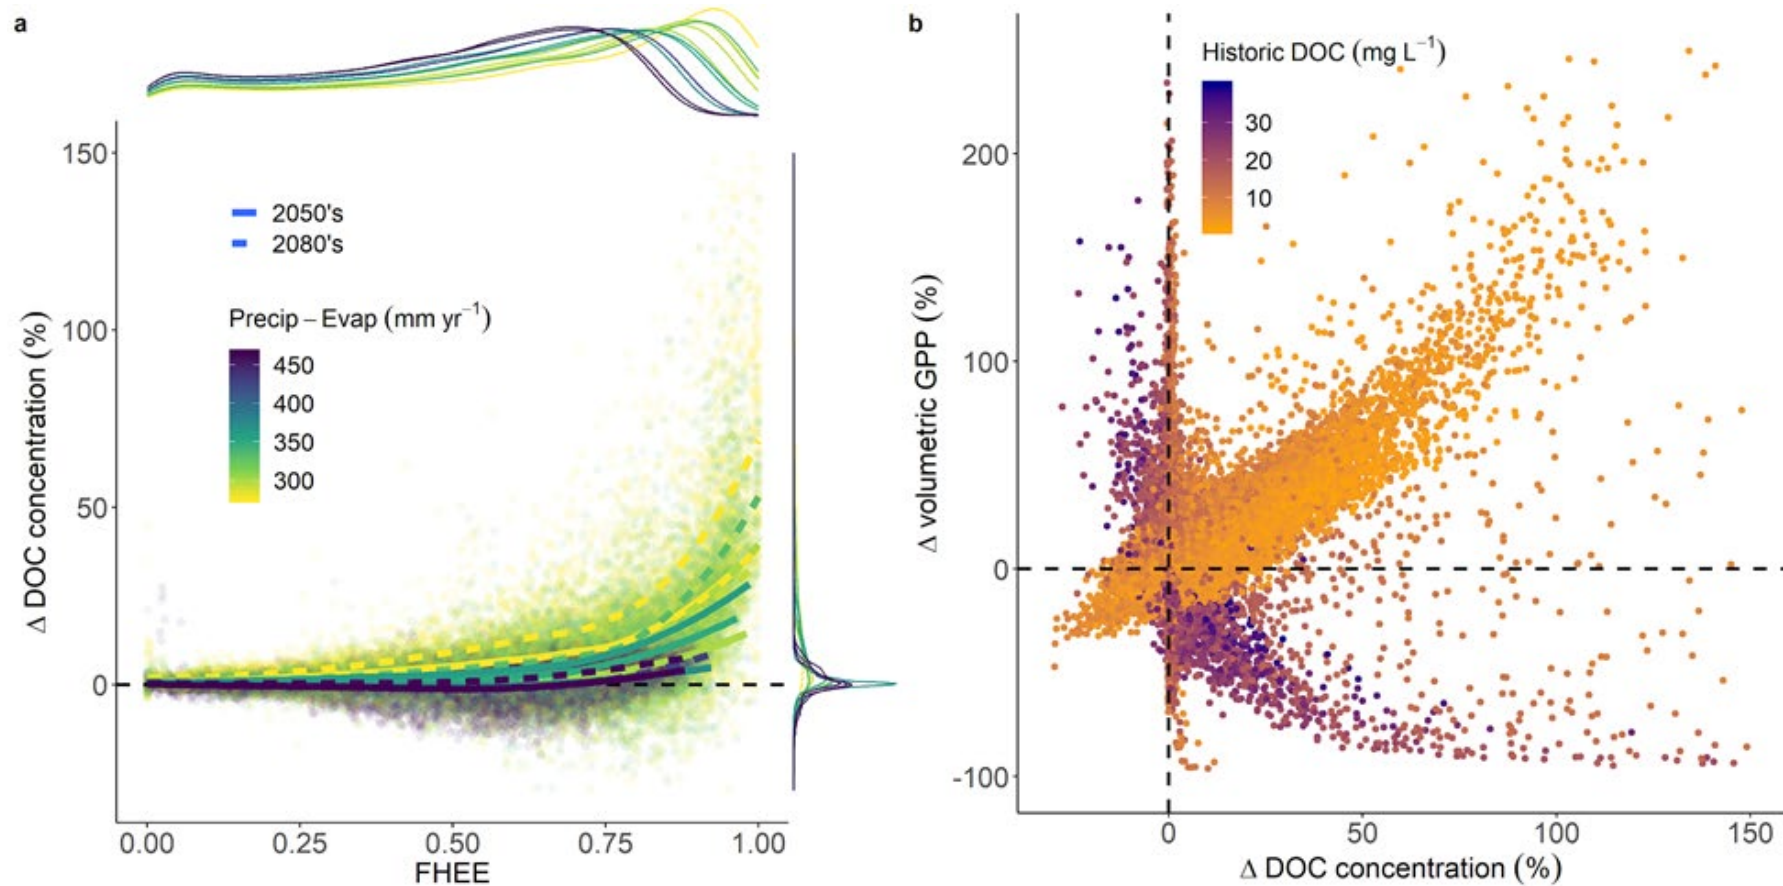 a
150
100
50
0
Δ DOC concentration (%)
2050's
2080's
Precip – Evap (mm yr⁻¹)
450
400
350
300
0.00 0.25 0.50 0.75 1.00
FHEE
b
Historic DOC (mg L⁻¹)
30
20
10
200
100
0
-100
Δ volumetric GPP (%)
0 50 100 150
Δ DOC concentration (%)